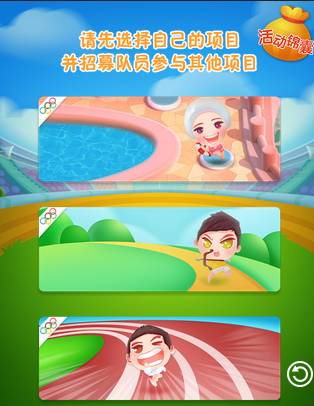 请先选择自己的项目
并招募队员参与其他项目
活动锦囊